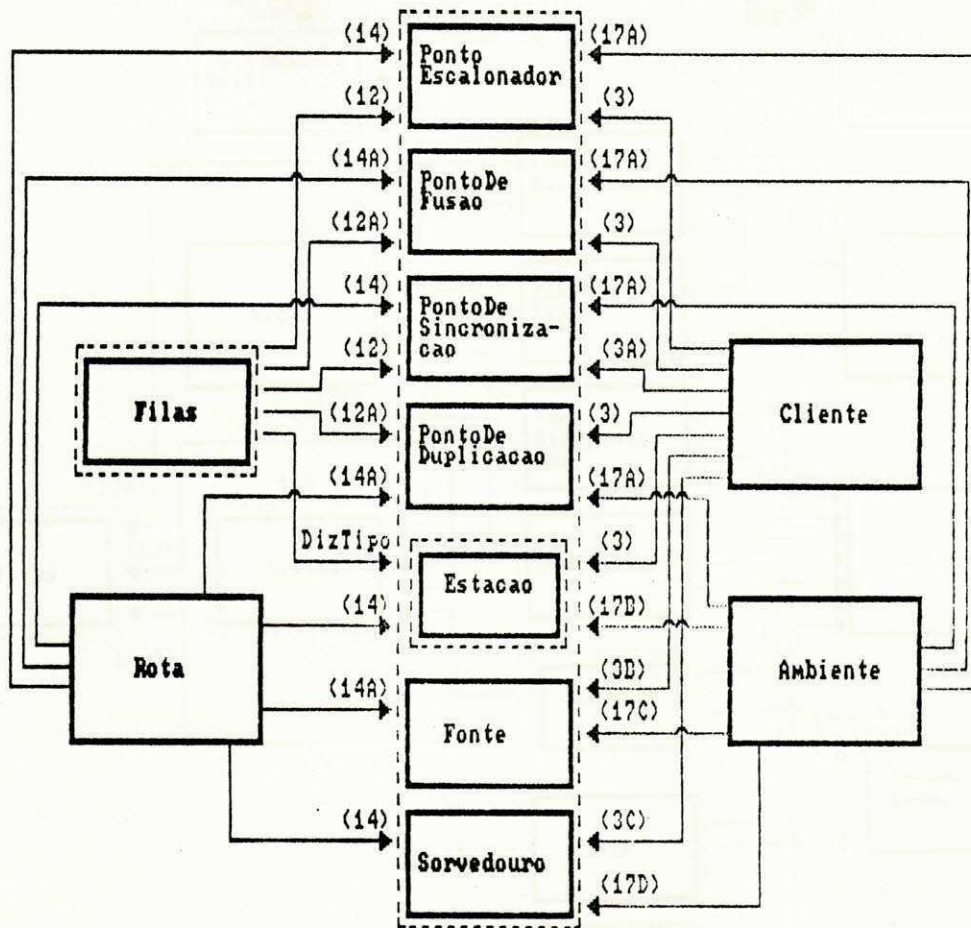 (14)
(17A)
Ponto
Escalonador
(12)
(3)
(14A)
(17A)
PontoDe
Fusao
(12A)
(3)
(14)
(17A)
PontoDe
Sincroniza-
cao
(12)
(3A)
Filas
Cliente
(12A)
(3)
PontoDe
Duplicacao
(14A)
(17A)
DizTipo
(3)
Estacao
(14)
(17B)
Rota
Ambiente
(14A)
(3B)
(17C)
Fonte
(14)
(3C)
Sorvedouro
(17D)